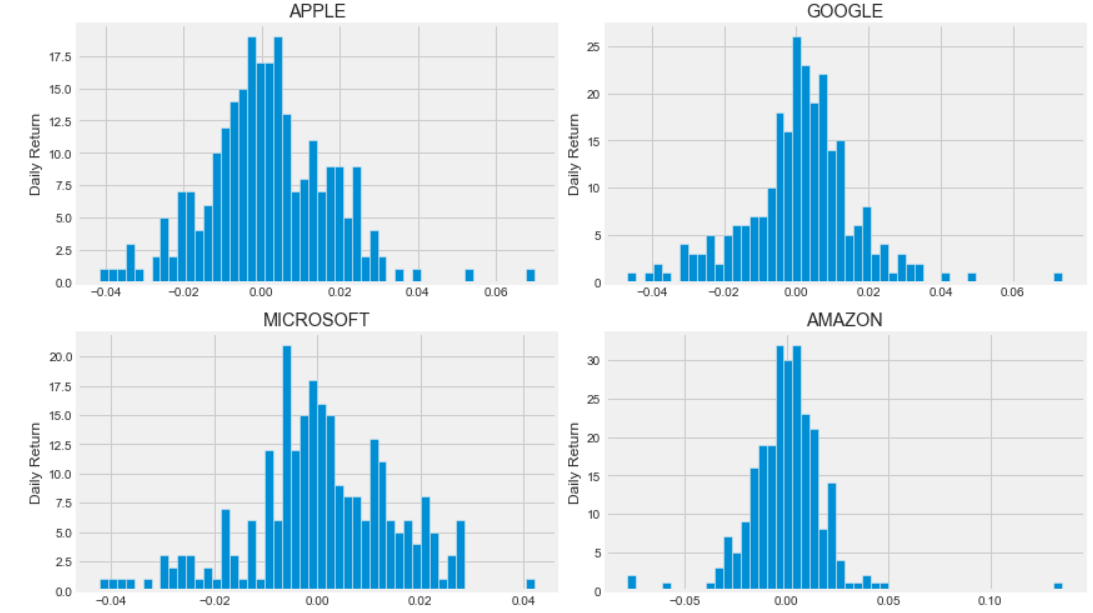 APPLE
Daily Return
17.5
15.0
12.5
10.0
7.5
5.0
2.5
0.0
−0.04 −0.02 0.00 0.02 0.04 0.06
GOOGLE
Daily Return
25
20
15
10
5
0
−0.04 −0.02 0.00 0.02 0.04 0.06
MICROSOFT
Daily Return
20.0
17.5
15.0
12.5
10.0
7.5
5.0
2.5
0.0
−0.04 −0.02 0.00 0.02 0.04
AMAZON
Daily Return
30
25
20
15
10
5
0
−0.05 0.00 0.05 0.10